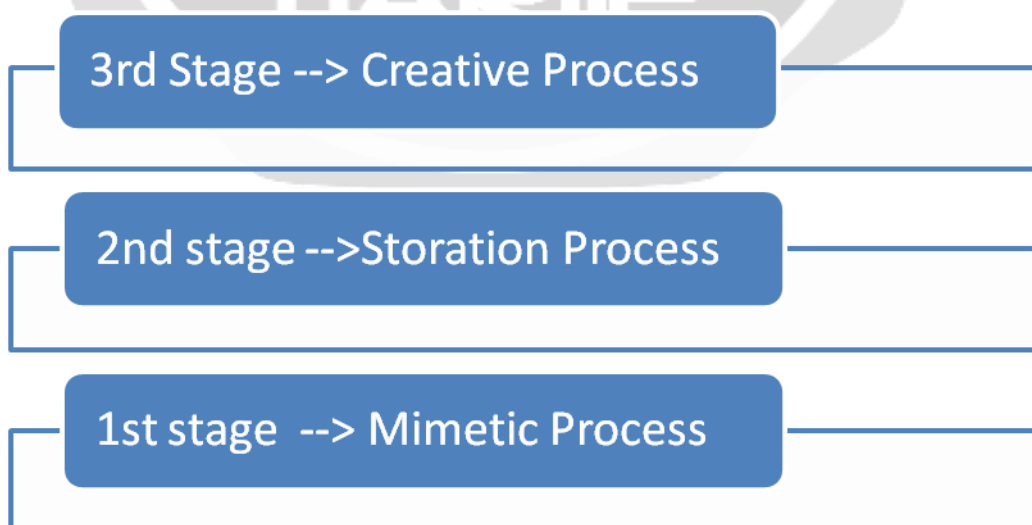 3rd Stage --> Creative Process
2nd stage -->Storation Process
1st stage --> Mimetic Process